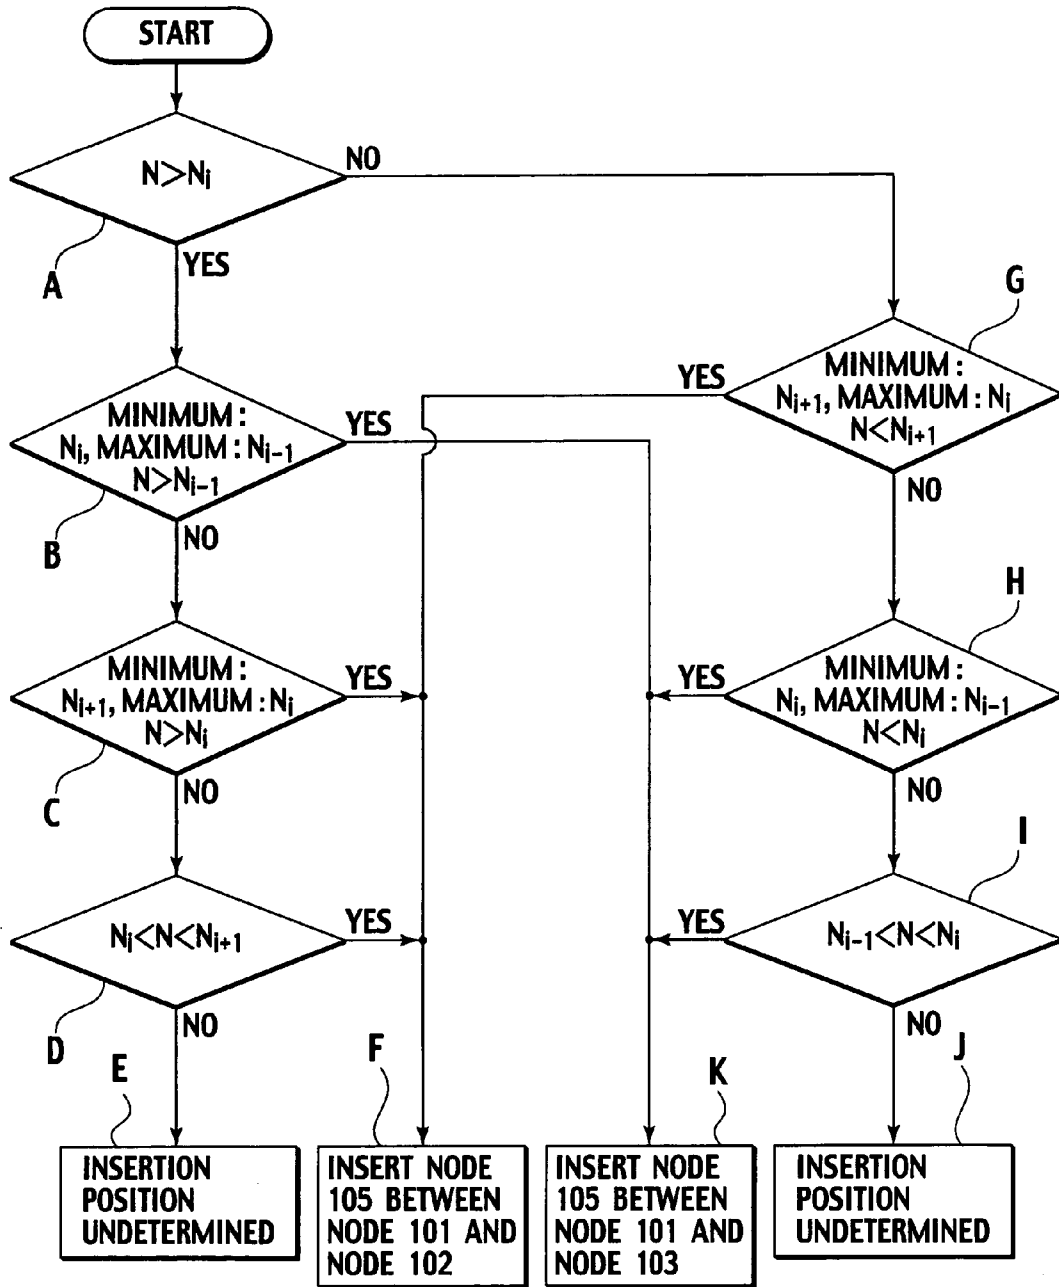 START
N>Ni
NO
A
YES
G
MINIMUM :
Ni, MAXIMUM : Ni-1
N>Ni-1
YES
B
NO
YES
MINIMUM :
Ni+1, MAXIMUM : Ni
N<Ni+1
NO
H
MINIMUM :
Ni+1, MAXIMUM : Ni
N>Ni
YES
C
NO
YES
MINIMUM :
Ni, MAXIMUM : Ni-1
N<Ni
NO
I
Ni<N<Ni+1
YES
D
NO
YES
Ni-1<N<Ni
NO
E
F
K
J
INSERTION
POSITION
UNDETERMINED
INSERT NODE
105 BETWEEN
NODE 101 AND
NODE 102
INSERT NODE
105 BETWEEN
NODE 101 AND
NODE 103
INSERTION
POSITION
UNDETERMINED